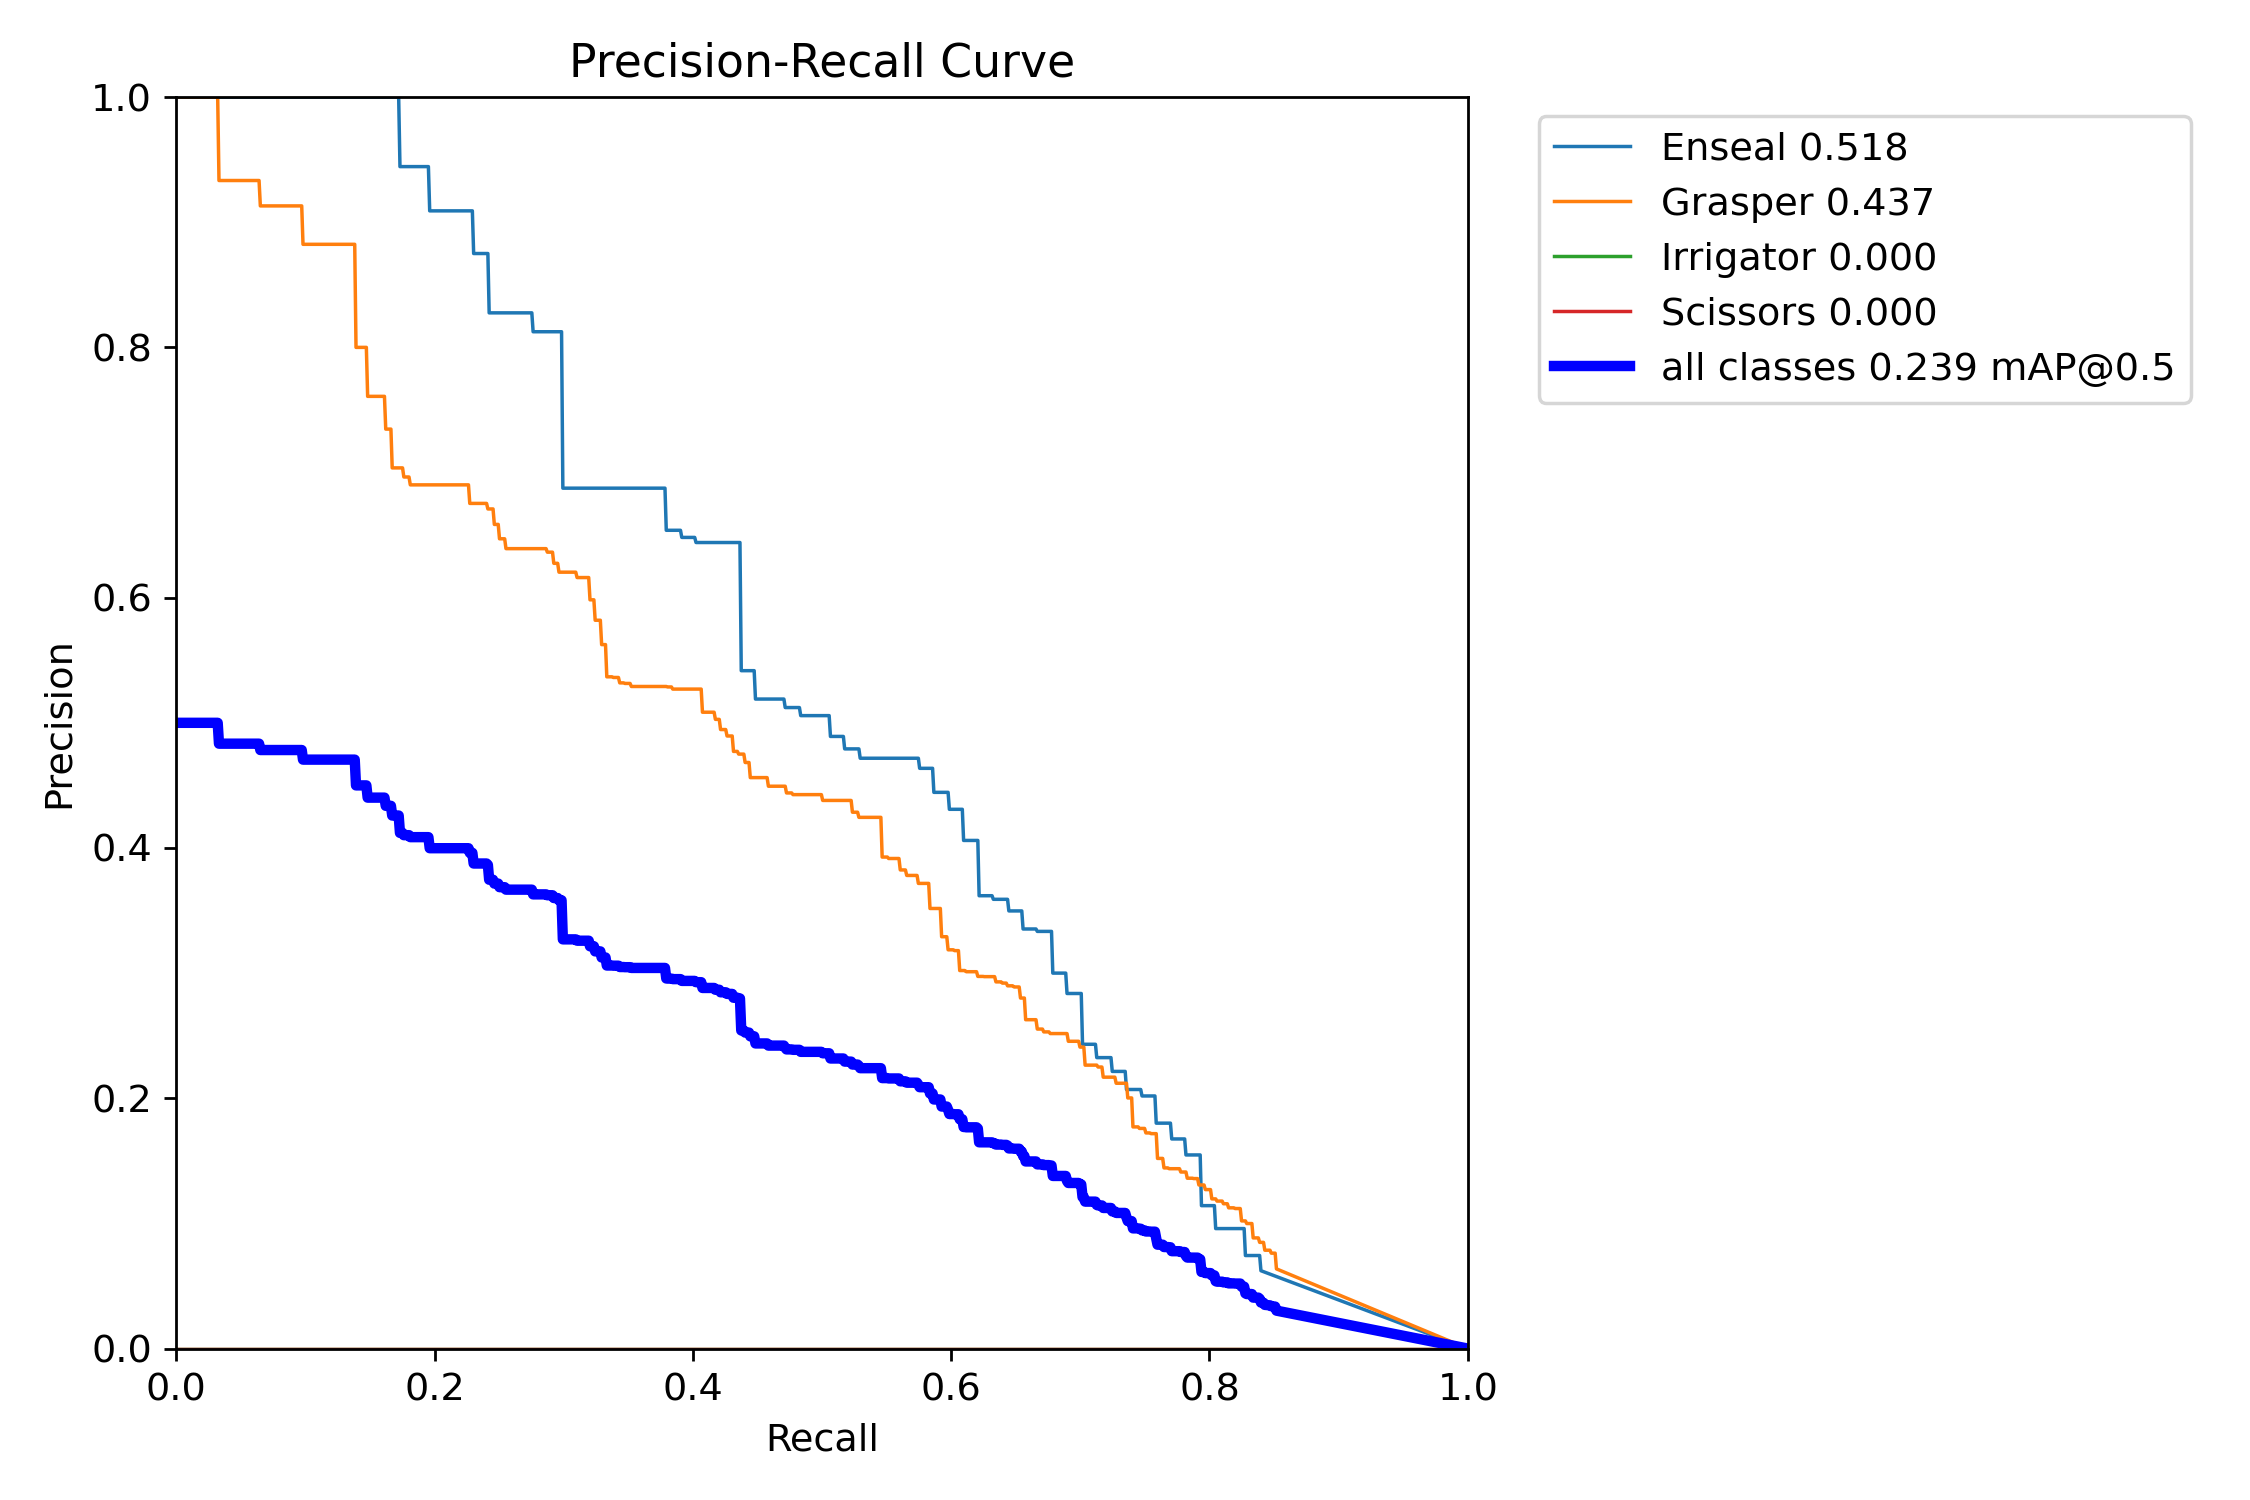 Precision-Recall Curve
1.0
0.8
0.6
0.4
0.2
0.0
Precision
0.0 0.2 0.4 0.6 0.8 1.0
Recall
Enseal 0.518
Grasper 0.437
Irrigator 0.000
Scissors 0.000
all classes 0.239 mAP@0.5